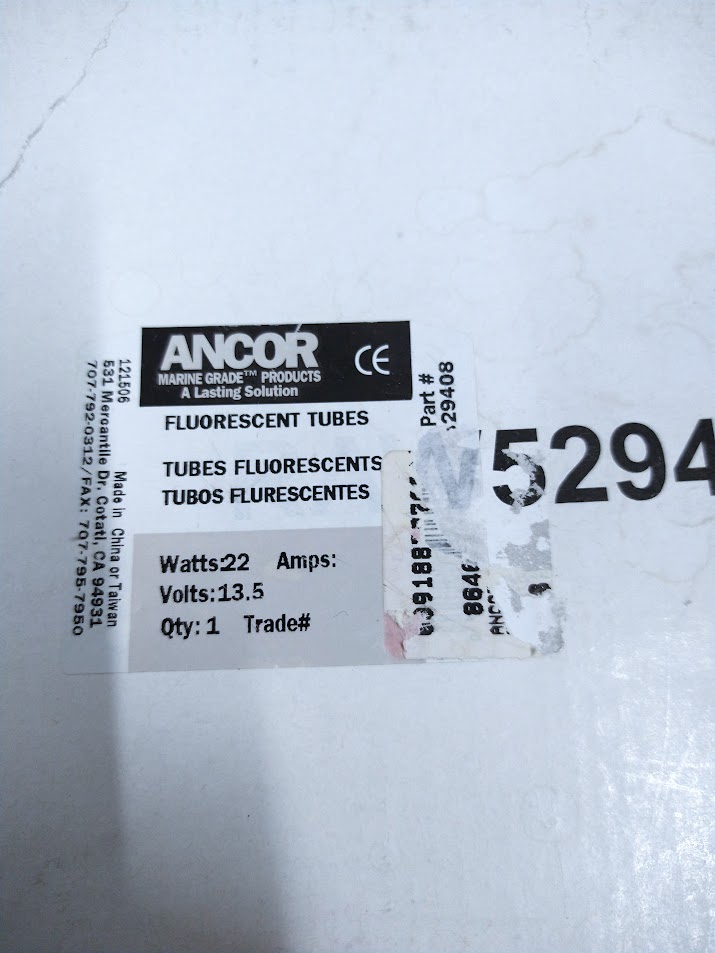 ANCOR
MARINE GRADE™ PRODUCTS
A Lasting Solution
CE
FLUORESCENT TUBES
TUBES FLUORESCENTS
TUBOS FLURESCENTES
Watts:22 Amps:
Volts:13.5
Qty: 1 Trade#
121506 Made in China or Taiwan
531 Mercantile Dr, Cotati, CA 94931
707-792-0312/FAX: 707-795-7950
Part #
529408
5294